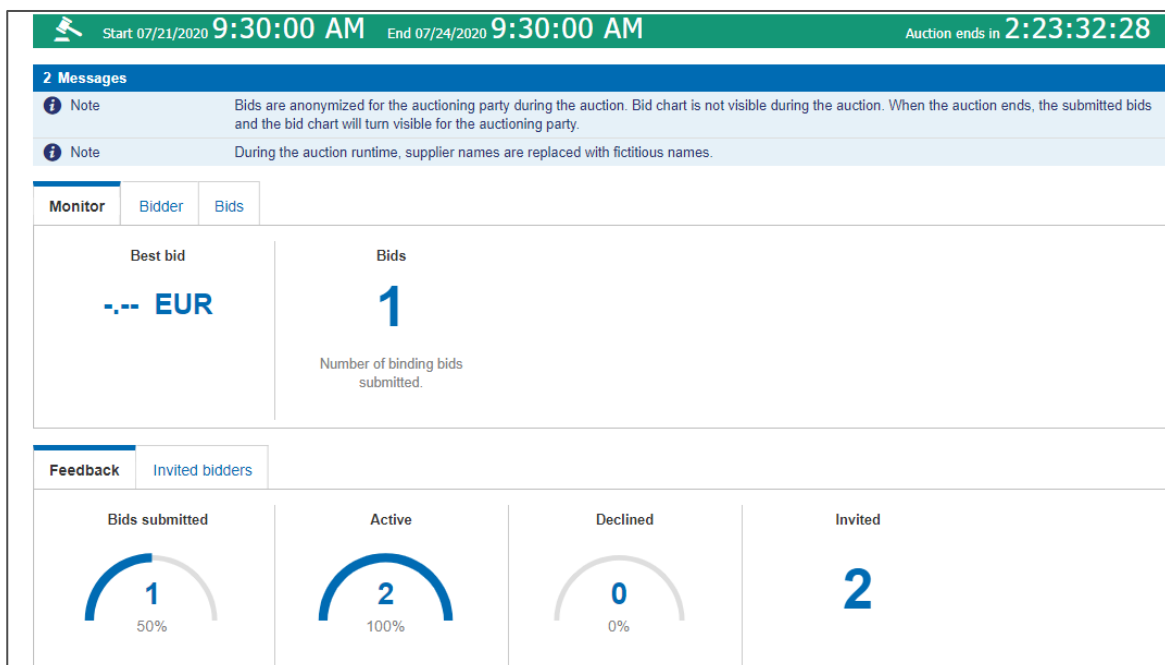 Start 07/21/2020 9:30:00 AM End 07/24/2020 9:30:00 AM Auction ends in 2:23:32:28
2 Messages
Note Bids are anonymized for the auctioning party during the auction. Bid chart is not visible during the auction. When the auction ends, the submitted bids
and the bid chart will turn visible for the auctioning party.
Note During the auction runtime, supplier names are replaced with fictitious names.
Monitor Bidder Bids
Best bid Bids
-.-- EUR 1
Number of binding bids
submitted.
Feedback Invited bidders
Bids submitted Active Declined Invited
1 2 0 2
50% 100% 0%